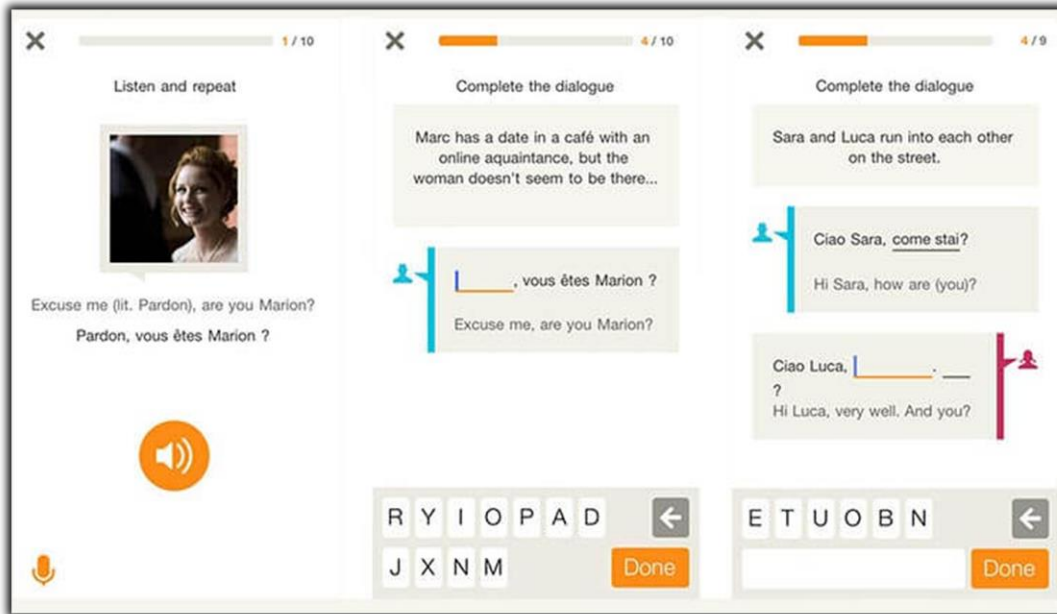 1 / 10
Listen and repeat
Excuse me (lit. Pardon), are you Marion?
Pardon, vous êtes Marion ?
4 / 10
Complete the dialogue
Marc has a date in a café with an
online aquaintance, but the
woman doesn't seem to be there...
, vous êtes Marion ?
Excuse me, are you Marion?
R Y I O P A D
J X N M
Done
4 / 9
Complete the dialogue
Sara and Luca run into each other
on the street.
Ciao Sara, come stai?
Hi Sara, how are (you)?
Ciao Luca, .
?
Hi Luca, very well. And you?
E T U O B N
Done